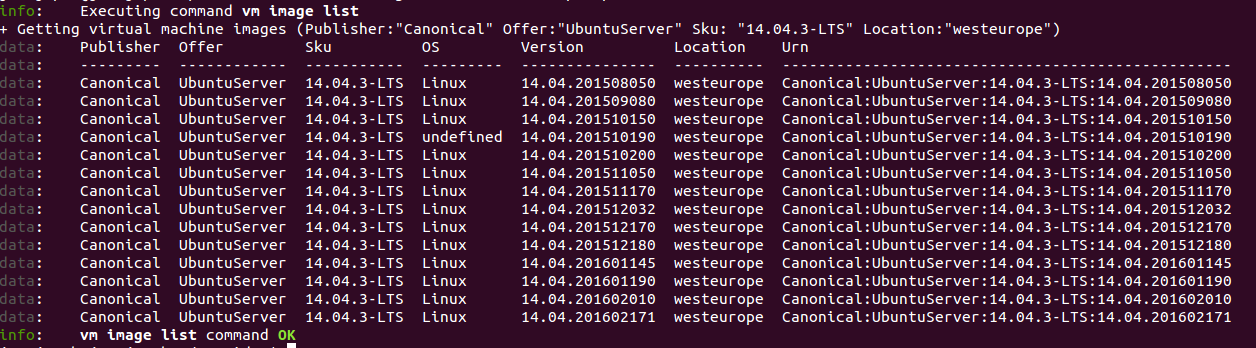 info:    Executing command vm image list
+ Getting virtual machine images (Publisher:"Canonical" Offer:"UbuntuServer" Sku: "14.04.3-LTS" Location:"westeurope")
data:    Publisher  Offer         Sku          OS         Version          Location    Urn
data:    ---------  ------------  -----------  ---------  ---------------  ----------  --------------------------------------------------
data:    Canonical  UbuntuServer  14.04.3-LTS  Linux      14.04.201508050  westeurope  Canonical:UbuntuServer:14.04.3-LTS:14.04.201508050
data:    Canonical  UbuntuServer  14.04.3-LTS  Linux      14.04.201509080  westeurope  Canonical:UbuntuServer:14.04.3-LTS:14.04.201509080
data:    Canonical  UbuntuServer  14.04.3-LTS  Linux      14.04.201510150  westeurope  Canonical:UbuntuServer:14.04.3-LTS:14.04.201510150
data:    Canonical  UbuntuServer  14.04.3-LTS  undefined  14.04.201510190  westeurope  Canonical:UbuntuServer:14.04.3-LTS:14.04.201510190
data:    Canonical  UbuntuServer  14.04.3-LTS  Linux      14.04.201510200  westeurope  Canonical:UbuntuServer:14.04.3-LTS:14.04.201510200
data:    Canonical  UbuntuServer  14.04.3-LTS  Linux      14.04.201511050  westeurope  Canonical:UbuntuServer:14.04.3-LTS:14.04.201511050
data:    Canonical  UbuntuServer  14.04.3-LTS  Linux      14.04.201511170  westeurope  Canonical:UbuntuServer:14.04.3-LTS:14.04.201511170
data:    Canonical  UbuntuServer  14.04.3-LTS  Linux      14.04.201512032  westeurope  Canonical:UbuntuServer:14.04.3-LTS:14.04.201512032
data:    Canonical  UbuntuServer  14.04.3-LTS  Linux      14.04.201512170  westeurope  Canonical:UbuntuServer:14.04.3-LTS:14.04.201512170
data:    Canonical  UbuntuServer  14.04.3-LTS  Linux      14.04.201512180  westeurope  Canonical:UbuntuServer:14.04.3-LTS:14.04.201512180
data:    Canonical  UbuntuServer  14.04.3-LTS  Linux      14.04.201601145  westeurope  Canonical:UbuntuServer:14.04.3-LTS:14.04.201601145
data:    Canonical  UbuntuServer  14.04.3-LTS  Linux      14.04.201601190  westeurope  Canonical:UbuntuServer:14.04.3-LTS:14.04.201601190
data:    Canonical  UbuntuServer  14.04.3-LTS  Linux      14.04.201602010  westeurope  Canonical:UbuntuServer:14.04.3-LTS:14.04.201602010
data:    Canonical  UbuntuServer  14.04.3-LTS  Linux      14.04.201602171  westeurope  Canonical:UbuntuServer:14.04.3-LTS:14.04.201602171
info:    vm image list command OK